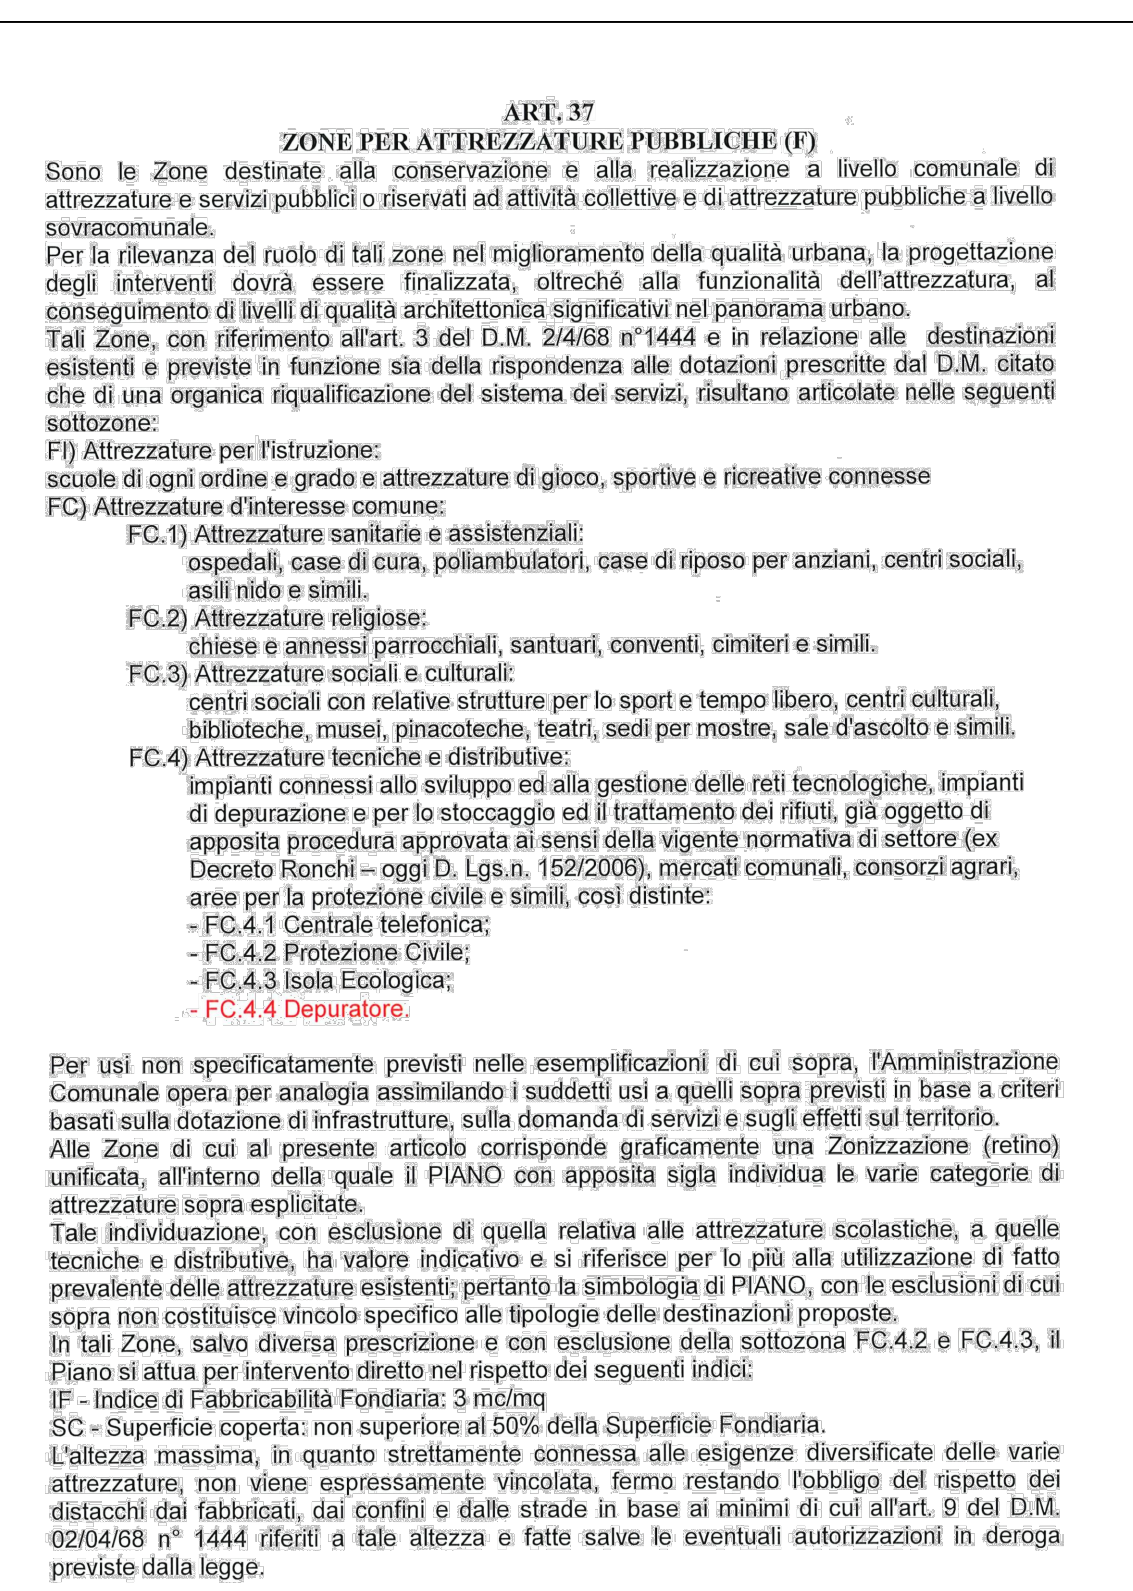 ART. 37
ZONE PER ATTREZZATURE PUBBLICHE (F)
Sono le Zone destinate alla conservazione e alla realizzazione a livello comunale di
attrezzature e servizi pubblici o riservati ad attività collettive e di attrezzature pubbliche a livello
sovracomunale.
Per la rilevanza del ruolo di tali zone nel miglioramento della qualità urbana, la progettazione
degli interventi dovrà essere finalizzata, oltreché alla funzionalità dell'attrezzatura, al
conseguimento di livelli di qualità architettonica significativi nel panorama urbano.
Tali Zone, con riferimento all'art. 3 del D.M. 2/4/68 n°1444 e in relazione alle destinazioni
esistenti e previste in funzione sia della rispondenza alle dotazioni prescritte dal D.M. citato
che di una organica riqualificazione del sistema dei servizi, risultano articolate nelle seguenti
sottozone:
FI) Attrezzature per l'istruzione:
scuole di ogni ordine e grado e attrezzature di gioco, sportive e ricreative connesse
FC) Attrezzature d'interesse comune:
FC.1) Attrezzature sanitarie e assistenziali:
ospedali, case di cura, poliambulatori, case di riposo per anziani, centri sociali,
asili nido e simili.
FC.2) Attrezzature religiose:
chiese e annessi parrocchiali, santuari, conventi, cimiteri e simili.
FC.3) Attrezzature sociali e culturali:
centri sociali con relative strutture per lo sport e tempo libero, centri culturali,
biblioteche, musei, pinacoteche, teatri, sedi per mostre, sale d'ascolto e simili.
FC.4) Attrezzature tecniche e distributive:
impianti connessi allo sviluppo ed alla gestione delle reti tecnologiche, impianti
di depurazione e per lo stoccaggio ed il trattamento dei rifiuti, già oggetto di
apposita procedura approvata ai sensi della vigente normativa di settore (ex
Decreto Ronchi – oggi D. Lgs.n. 152/2006), mercati comunali, consorzi agrari,
aree per la protezione civile e simili, così distinte:
- FC.4.1 Centrale telefonica;
- FC.4.2 Protezione Civile;
- FC.4.3 Isola Ecologica;
- FC.4.4 Depuratore.
Per usi non specificatamente previsti nelle esemplificazioni di cui sopra, l'Amministrazione
Comunale opera per analogia assimilando i suddetti usi a quelli sopra previsti in base a criteri
basati sulla dotazione di infrastrutture, sulla domanda di servizi e sugli effetti sul territorio.
Alle Zone di cui al presente articolo corrisponde graficamente una Zonizzazione (retino)
unificata, all'interno della quale il PIANO con apposita sigla individua le varie categorie di
attrezzature sopra esplicitate.
Tale individuazione, con esclusione di quella relativa alle attrezzature scolastiche, a quelle
tecniche e distributive, ha valore indicativo e si riferisce per lo più alla utilizzazione di fatto
prevalente delle attrezzature esistenti; pertanto la simbologia di PIANO, con le esclusioni di cui
sopra non costituisce vincolo specifico alle tipologie delle destinazioni proposte.
In tali Zone, salvo diversa prescrizione e con esclusione della sottozona FC.4.2 e FC.4.3, il
Piano si attua per intervento diretto nel rispetto dei seguenti indici:
IF - Indice di Fabbricabilità Fondiaria: 3 mc/mq
SC - Superficie coperta: non superiore al 50% della Superficie Fondiaria.
L'altezza massima, in quanto strettamente connessa alle esigenze diversificate delle varie
attrezzature, non viene espressamente vincolata, fermo restando l'obbligo del rispetto dei
distacchi dai fabbricati, dai confini e dalle strade in base ai minimi di cui all'art. 9 del D.M.
02/04/68 n° 1444 riferiti a tale altezza e fatte salve le eventuali autorizzazioni in deroga
previste dalla legge.